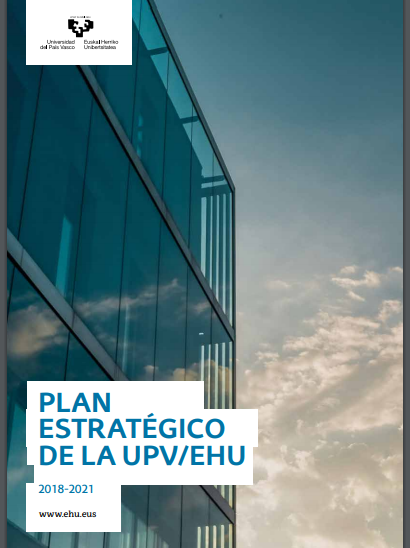 Universidad del País Vasco
Euskal Herriko Unibertsitatea
PLAN
ESTRATÉGICO
DE LA UPV/EHU
2018-2021
www.ehu.eus